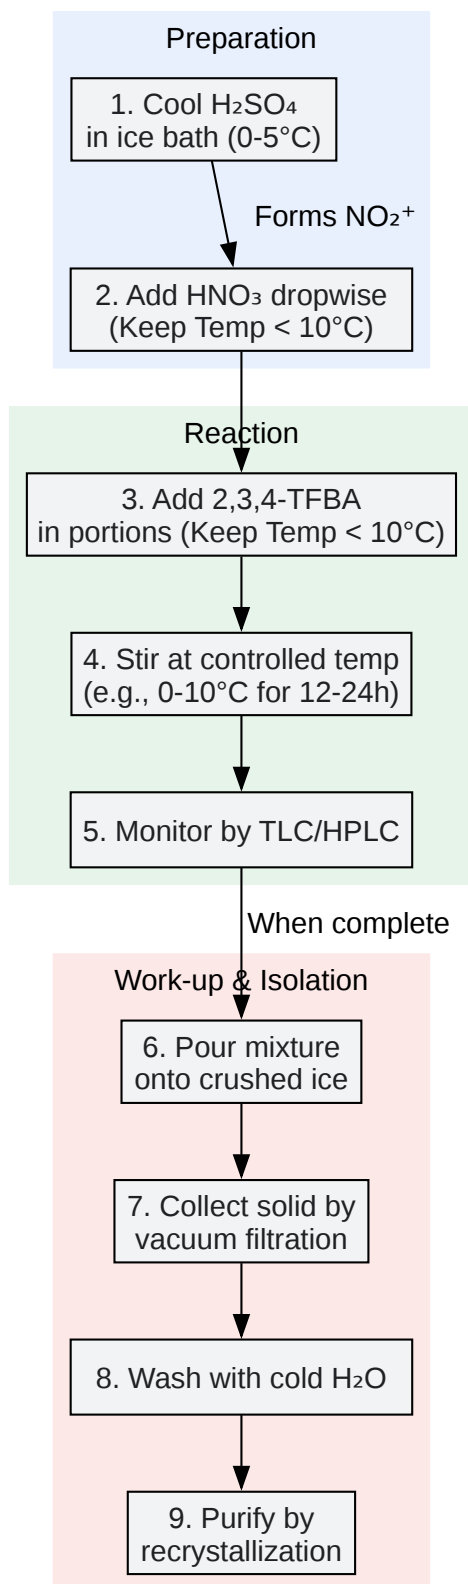 Preparation
1. Cool H₂SO₄
in ice bath (0-5°C)
Forms NO₂⁺
2. Add HNO₃ dropwise
(Keep Temp < 10°C)
Reaction
3. Add 2,3,4-TFBA
in portions (Keep Temp < 10°C)
4. Stir at controlled temp
(e.g., 0-10°C for 12-24h)
5. Monitor by TLC/HPLC
When complete
Work-up & Isolation
6. Pour mixture
onto crushed ice
7. Collect solid by
vacuum filtration
8. Wash with cold H₂O
9. Purify by
recrystallization